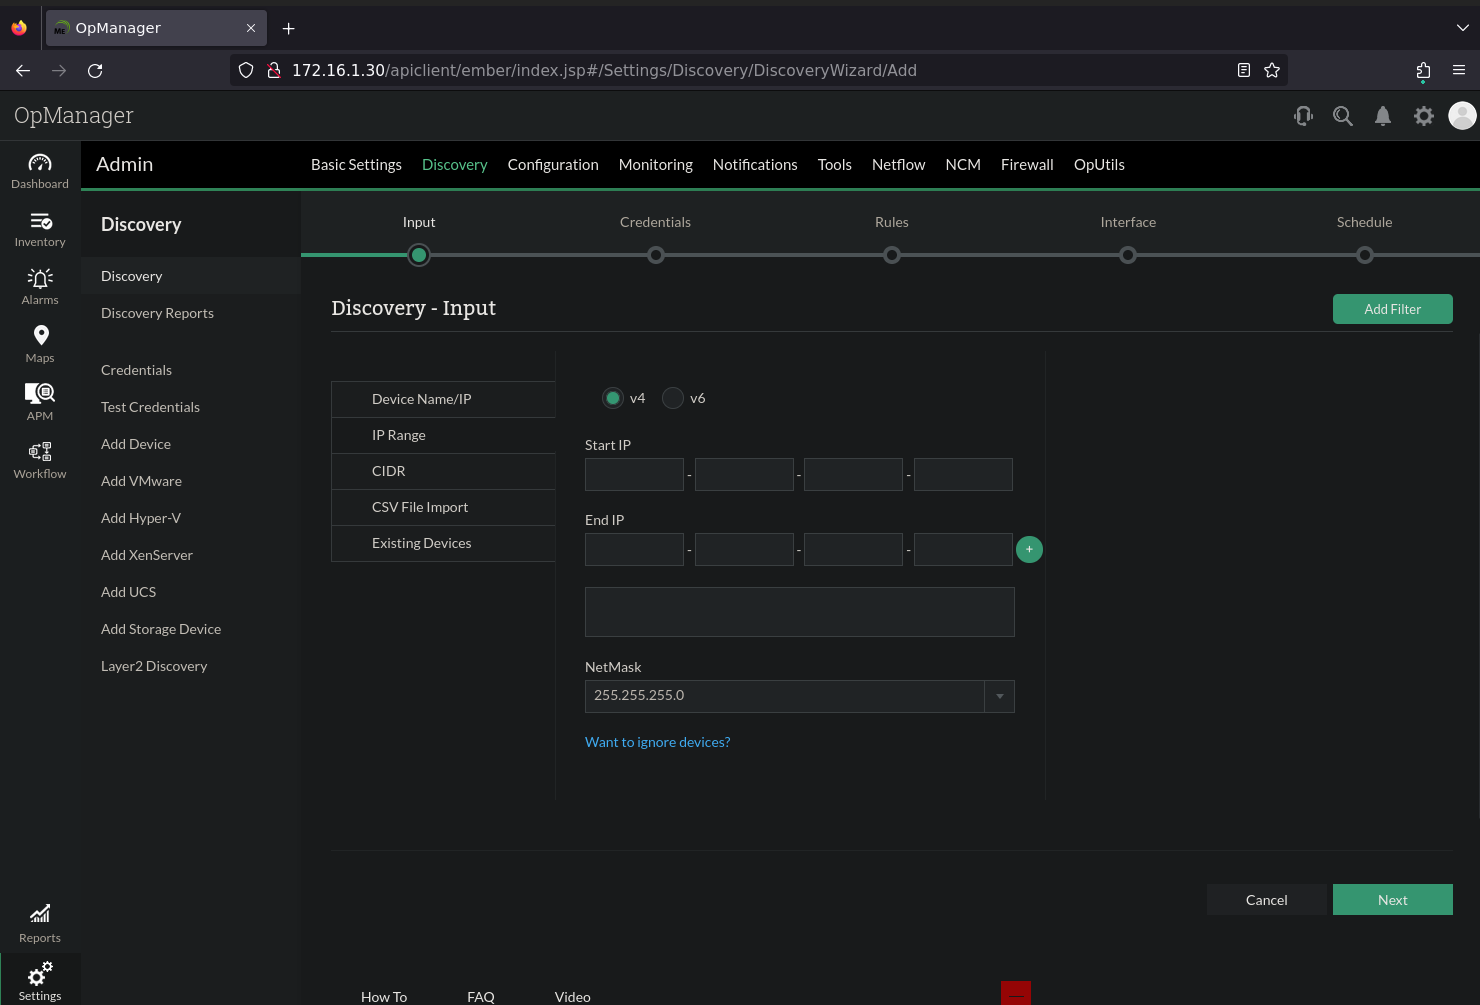 OpManager
172.16.1.30/apiclient/ember/index.jsp#/Settings/Discovery/DiscoveryWizard/Add
OpManager
Admin
Basic Settings Discovery Configuration Monitoring Notifications Tools Netflow NCM Firewall OpUtils
Dashboard
Inventory
Alarms
Maps
APM
Workflow
Reports
Settings
Discovery
Discovery
Discovery Reports
Credentials
Test Credentials
Add Device
Add VMware
Add Hyper-V
Add XenServer
Add UCS
Add Storage Device
Layer2 Discovery
Input Credentials Rules Interface Schedule
Discovery - Input
Add Filter
Device Name/IP
IP Range
CIDR
CSV File Import
Existing Devices
v4 v6
Start IP
- - -
End IP
- - - +
NetMask
255.255.255.0
Want to ignore devices?
Cancel Next
How To FAQ Video